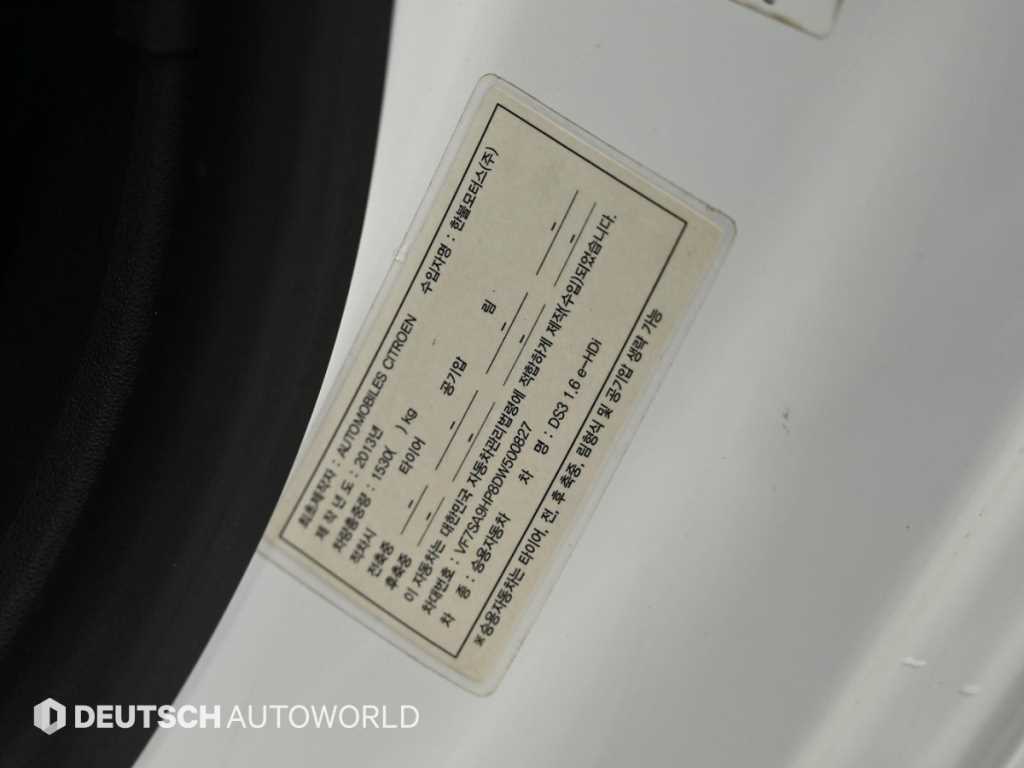 최초제작자 : AUTOMOBILES CITROEN 수입자명 : 한불모터스(주)
제 작 년 도 : 2013년
차량총중량 : 1530( ) kg
적차시 타이어 공기압 림
전축중 - - - -
후축중 - - - -
이 자동차는 대한민국 자동차관리법령에 적합하게 제작(수입)되었습니다.
차대번호 : VF7SA9HP8DW500827
차 종 : 승용자동차 차 명 : DS3 1.6 e-HDi
※승용자동차는 타이어, 전, 후 축중, 림형식 및 공기압 생략 가능
DEUTSCH AUTOWORLD